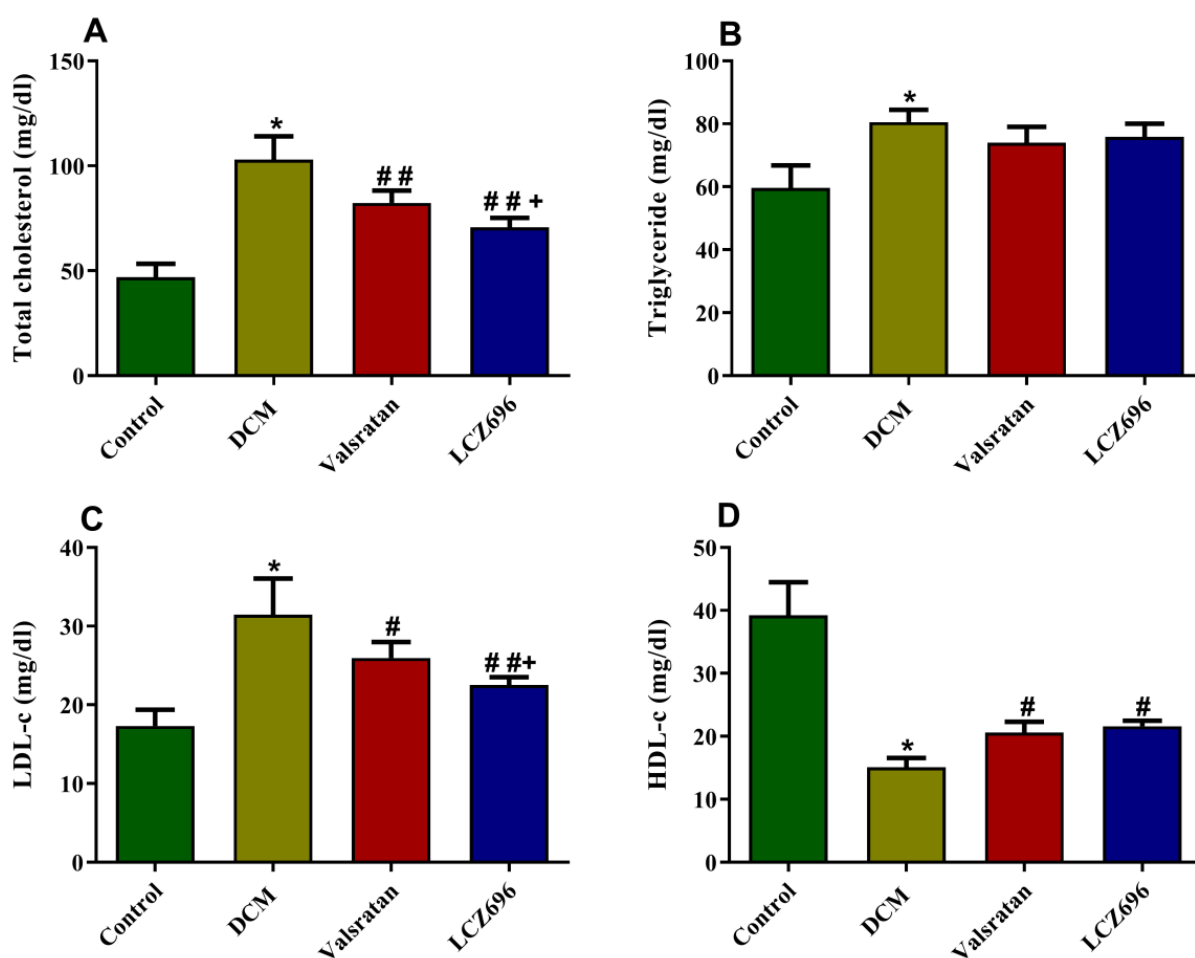 A
Total cholesterol (mg/dl)
150
100
50
0
*
# #
# # +
Control
DCM
Valsratan
LCZ696
B
Triglyceride (mg/dl)
100
80
60
40
20
0
*
Control
DCM
Valsratan
LCZ696
C
LDL-c (mg/dl)
40
30
20
10
0
*
#
# #+
Control
DCM
Valsratan
LCZ696
D
HDL-c (mg/dl)
50
40
30
20
10
0
*
#
#
Control
DCM
Valsratan
LCZ696